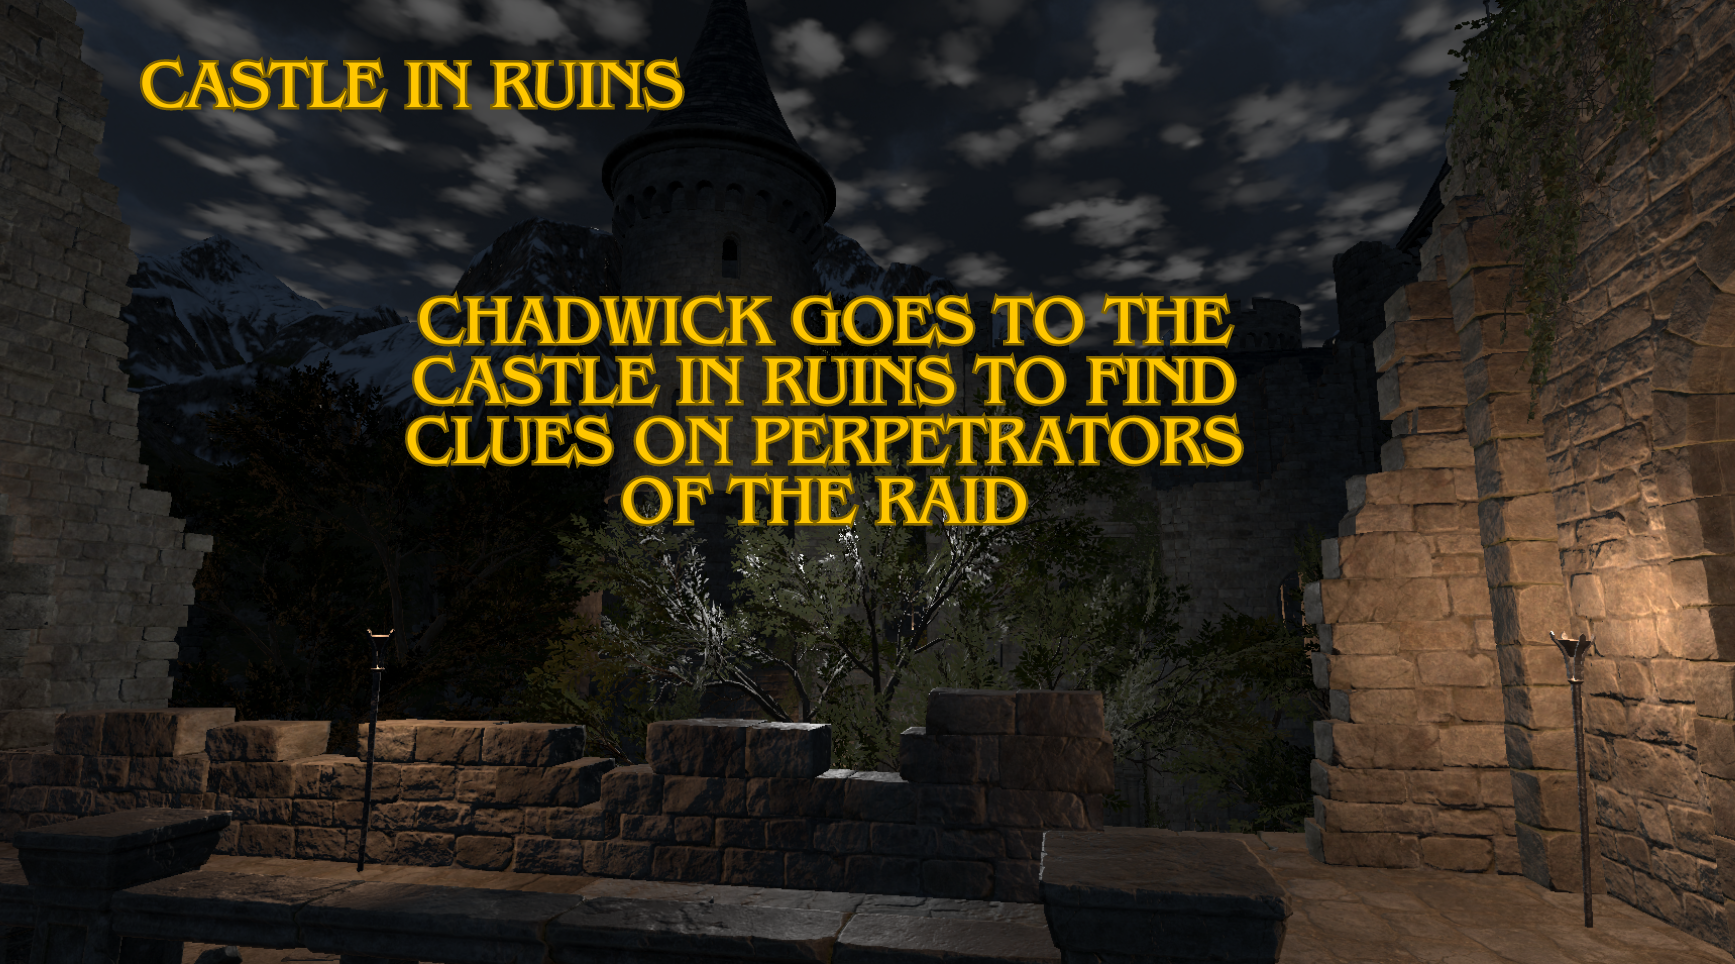 CASTLE IN RUINS
CHADWICK GOES TO THE
CASTLE IN RUINS TO FIND
CLUES ON PERPETRATORS
OF THE RAID